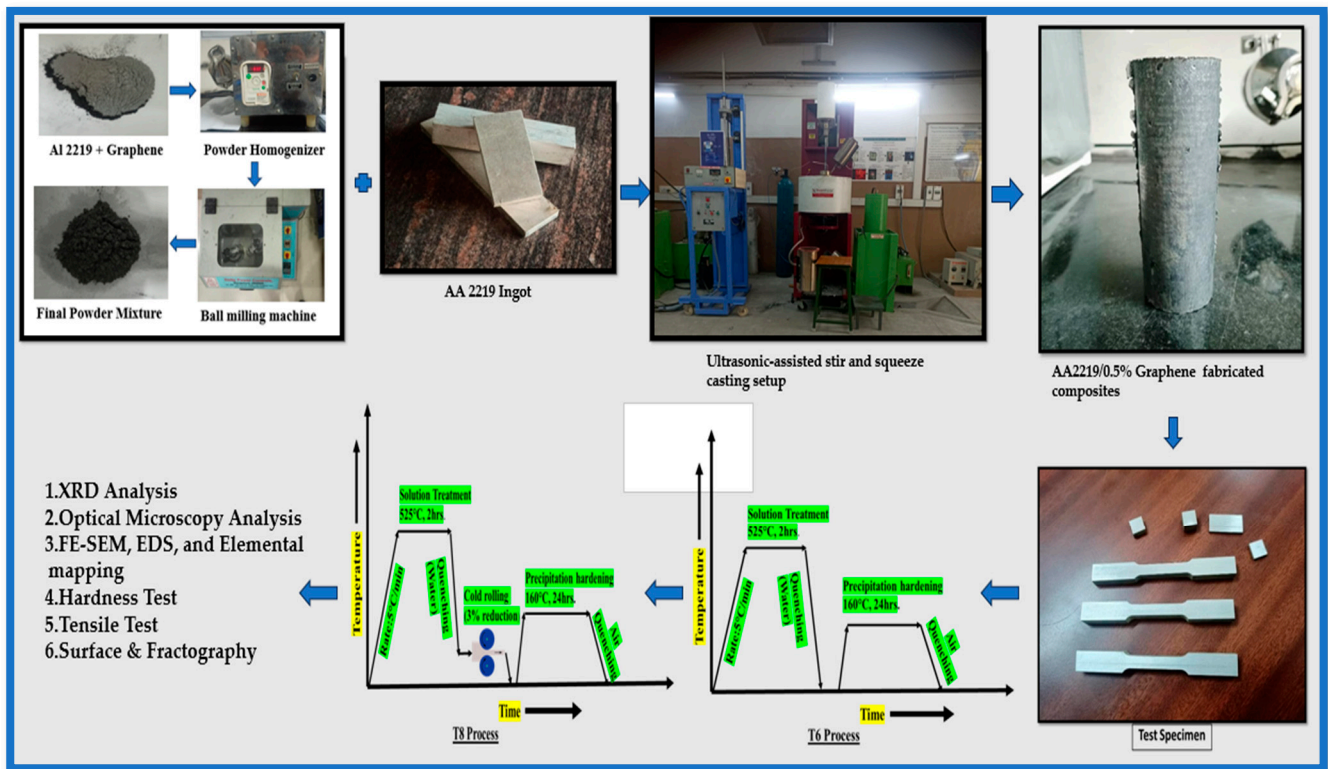 Al 2219 + Graphene
Powder Homogenizer
Final Powder Mixture
Ball milling machine
AA 2219 Ingot
Ultrasonic-assisted stir and squeeze
casting setup
AA2219/0.5% Graphene fabricated
composites
Test Specimen
Temperature
Rate:5°C/min
Solution Treatment
525°C, 2hrs.
Quenching
(Water)
Precipitation hardening
160°C, 24hrs.
Air
Quenching
Time
T6 Process
Temperature
Rate:5°C/min
Solution Treatment
525°C, 2hrs.
Quenching
(Water)
Cold rolling
(3% reduction
Precipitation hardening
160°C, 24hrs.
Air
Quenching
Time
T8 Process
1.XRD Analysis
2.Optical Microscopy Analysis
3.FE-SEM, EDS, and Elemental
mapping
4.Hardness Test
5.Tensile Test
6.Surface & Fractography